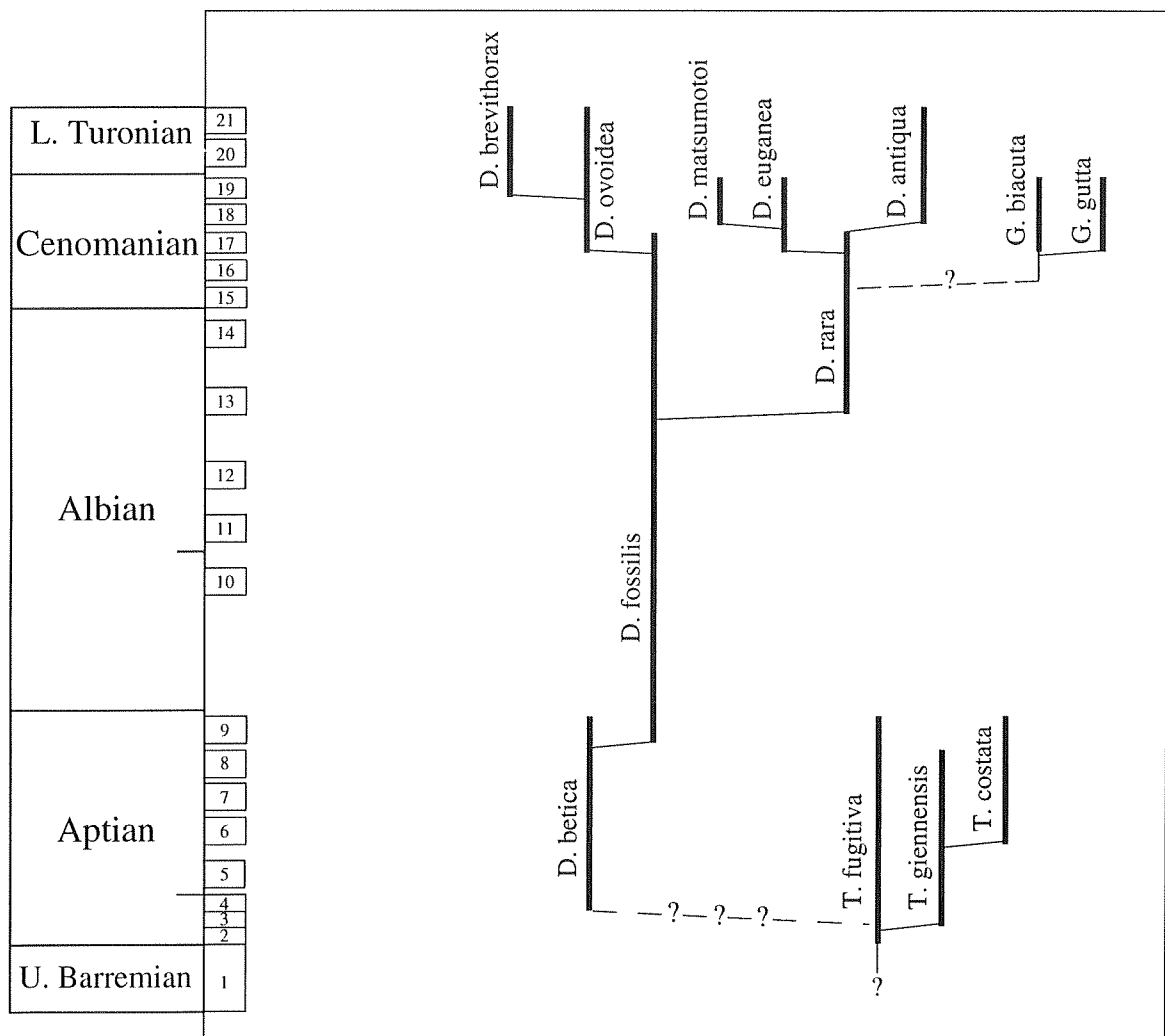 L. Turonian
Cenomanian
Albian
Aptian
U. Barremian
21
20
19
18
17
16
15
14
13
12
11
10
9
8
7
6
5
4
3
2
1
D. brevithorax
D. ovoidea
D. matsumotoi
D. euganea
D. antiqua
G. biacuta
G. gutta
?
D. rara
D. fossilis
D. betica
T. fugitiva
T. giennensis
T. costata
? ? ?
?